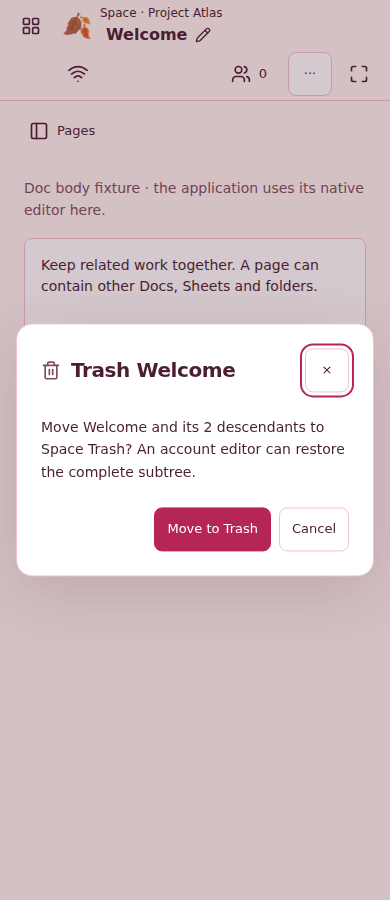 Space · Project Atlas
Welcome
0
...
Pages
Doc body fixture · the application uses its native
editor here.
Keep related work together. A page can
contain other Docs, Sheets and folders.
Trash Welcome
×
Move Welcome and its 2 descendants to
Space Trash? An account editor can restore
the complete subtree.
Move to Trash
Cancel